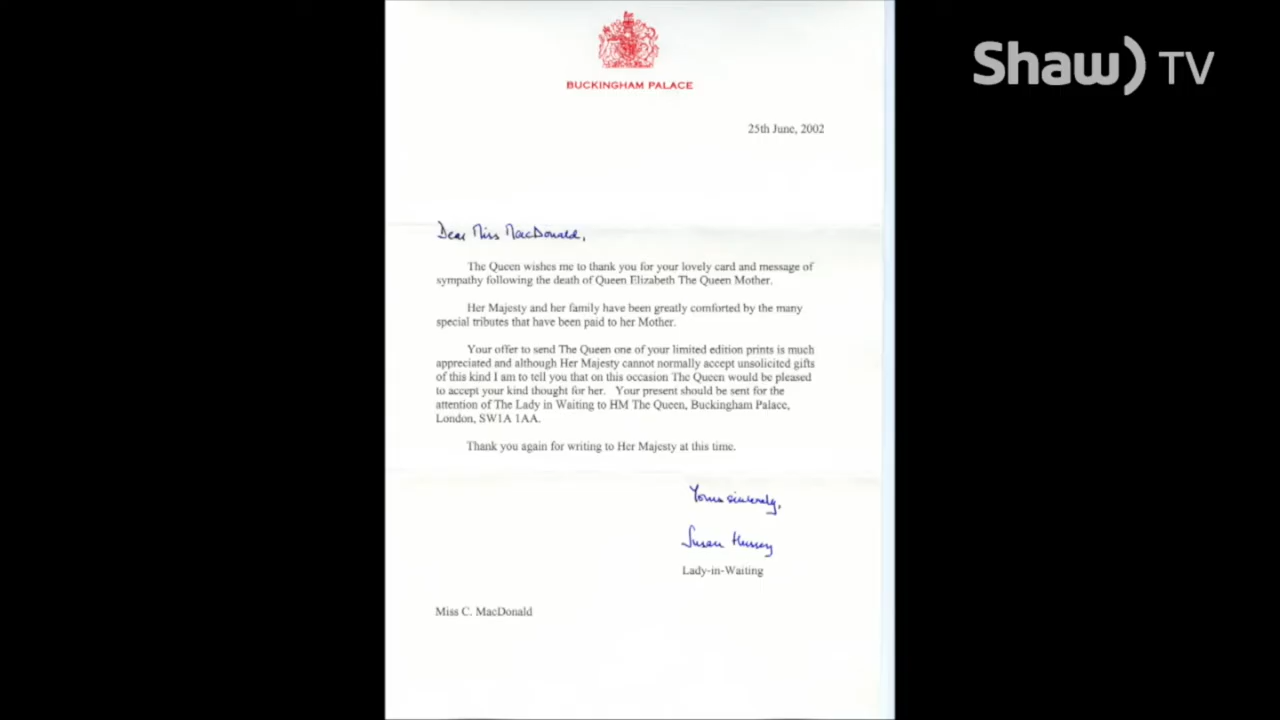 Shaw) TV
BUCKINGHAM PALACE
25th June, 2002
Dear Miss MacDonald,
The Queen wishes me to thank you for your lovely card and message of
sympathy following the death of Queen Elizabeth The Queen Mother.
Her Majesty and her family have been greatly comforted by the many
special tributes that have been paid to her Mother.
Your offer to send The Queen one of your limited edition prints is much
appreciated and although Her Majesty cannot normally accept unsolicited gifts
of this kind I am to tell you that on this occasion The Queen would be pleased
to accept your kind thought for her. Your present should be sent for the
attention of The Lady in Waiting to HM The Queen, Buckingham Palace,
London, SW1A 1AA.
Thank you again for writing to Her Majesty at this time.
Yours sincerely,
Susan Hussey
Lady-in-Waiting
Miss C. MacDonald